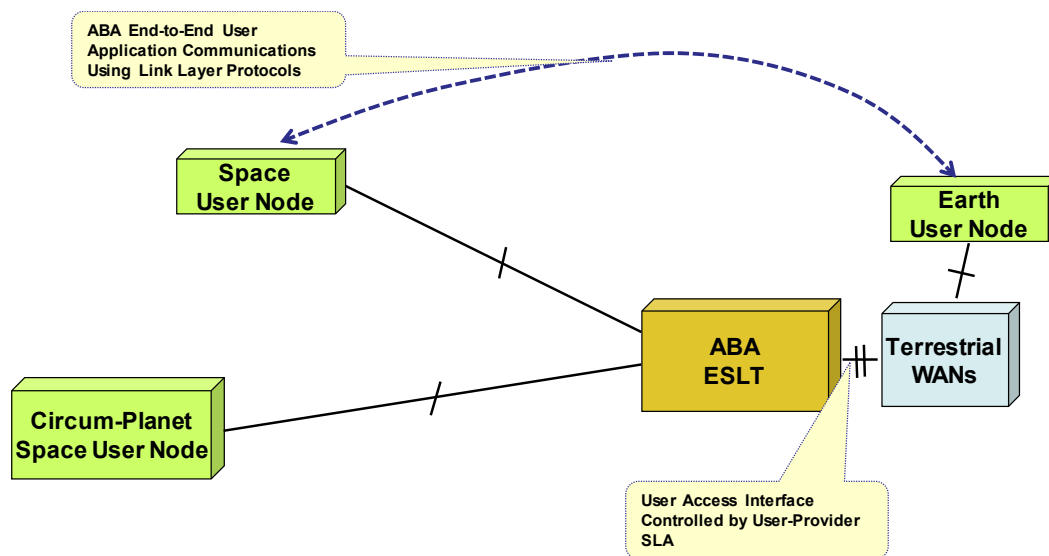 ABA End-to-End User
Application Communications
Using Link Layer Protocols
Space
User Node
Earth
User Node
ABA
ESLT
Terrestrial
WANs
Circum-Planet
Space User Node
User Access Interface
Controlled by User-Provider
SLA